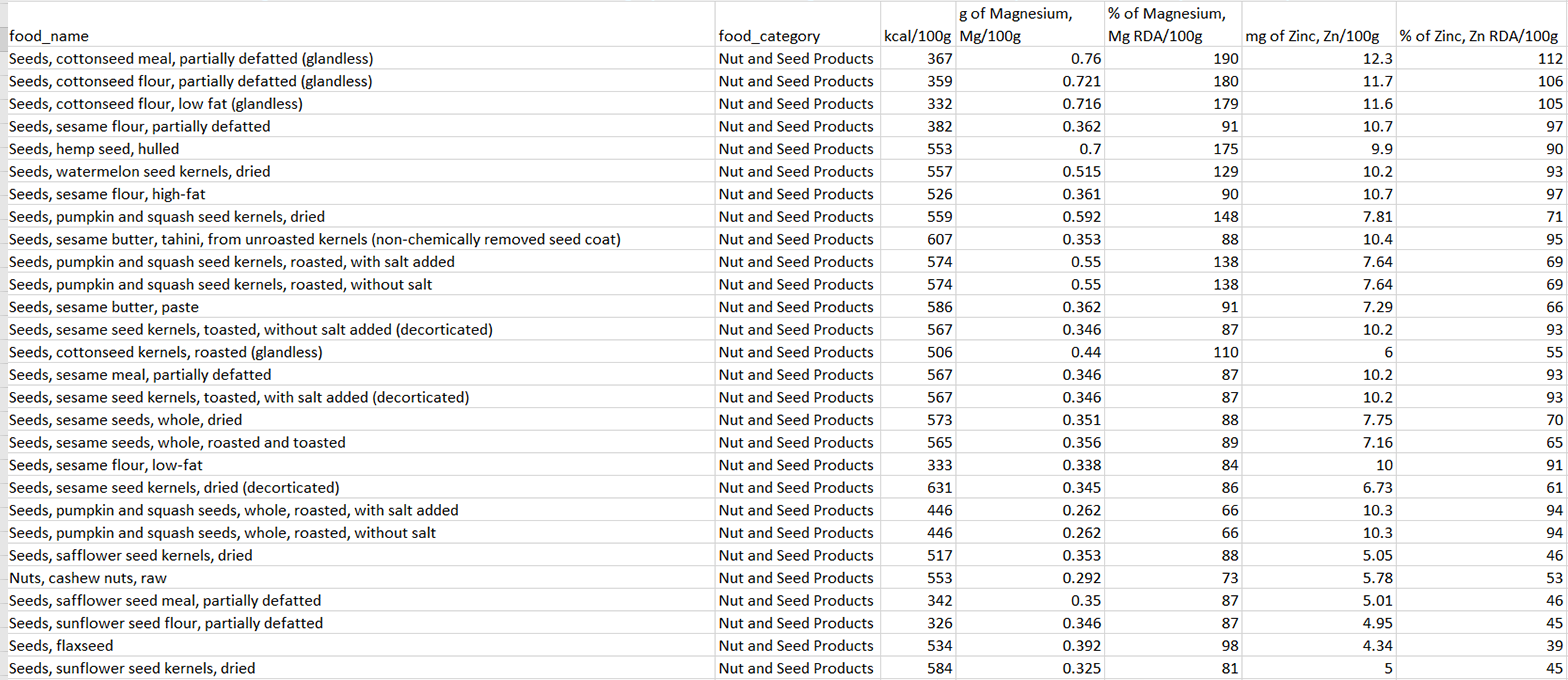 food_name food_category kcal/100g g of Magnesium, Mg/100g % of Magnesium, Mg RDA/100g mg of Zinc, Zn/100g % of Zinc, Zn RDA/100g
Seeds, cottonseed meal, partially defatted (glandless) Nut and Seed Products 367 0.76 190 12.3 112
Seeds, cottonseed flour, partially defatted (glandless) Nut and Seed Products 359 0.721 180 11.7 106
Seeds, cottonseed flour, low fat (glandless) Nut and Seed Products 332 0.716 179 11.6 105
Seeds, sesame flour, partially defatted Nut and Seed Products 382 0.362 91 10.7 97
Seeds, hemp seed, hulled Nut and Seed Products 553 0.7 175 9.9 90
Seeds, watermelon seed kernels, dried Nut and Seed Products 557 0.515 129 10.2 93
Seeds, sesame flour, high-fat Nut and Seed Products 526 0.361 90 10.7 97
Seeds, pumpkin and squash seed kernels, dried Nut and Seed Products 559 0.592 148 7.81 71
Seeds, sesame butter, tahini, from unroasted kernels (non-chemically removed seed coat) Nut and Seed Products 607 0.353 88 10.4 95
Seeds, pumpkin and squash seed kernels, roasted, with salt added Nut and Seed Products 574 0.55 138 7.64 69
Seeds, pumpkin and squash seed kernels, roasted, without salt Nut and Seed Products 574 0.55 138 7.64 69
Seeds, sesame butter, paste Nut and Seed Products 586 0.362 91 7.29 66
Seeds, sesame seed kernels, toasted, without salt added (decorticated) Nut and Seed Products 567 0.346 87 10.2 93
Seeds, cottonseed kernels, roasted (glandless) Nut and Seed Products 506 0.44 110 6 55
Seeds, sesame meal, partially defatted Nut and Seed Products 567 0.346 87 10.2 93
Seeds, sesame seed kernels, toasted, with salt added (decorticated) Nut and Seed Products 567 0.346 87 10.2 93
Seeds, sesame seeds, whole, dried Nut and Seed Products 573 0.351 88 7.75 70
Seeds, sesame seeds, whole, roasted and toasted Nut and Seed Products 565 0.356 89 7.16 65
Seeds, sesame flour, low-fat Nut and Seed Products 333 0.338 84 10 91
Seeds, sesame seed kernels, dried (decorticated) Nut and Seed Products 631 0.345 86 6.73 61
Seeds, pumpkin and squash seeds, whole, roasted, with salt added Nut and Seed Products 446 0.262 66 10.3 94
Seeds, pumpkin and squash seeds, whole, roasted, without salt Nut and Seed Products 446 0.262 66 10.3 94
Seeds, safflower seed kernels, dried Nut and Seed Products 517 0.353 88 5.05 46
Nuts, cashew nuts, raw Nut and Seed Products 553 0.292 73 5.78 53
Seeds, safflower seed meal, partially defatted Nut and Seed Products 342 0.35 87 5.01 46
Seeds, sunflower seed flour, partially defatted Nut and Seed Products 326 0.346 87 4.95 45
Seeds, flaxseed Nut and Seed Products 534 0.392 98 4.34 39
Seeds, sunflower seed kernels, dried Nut and Seed Products 584 0.325 81 5 45